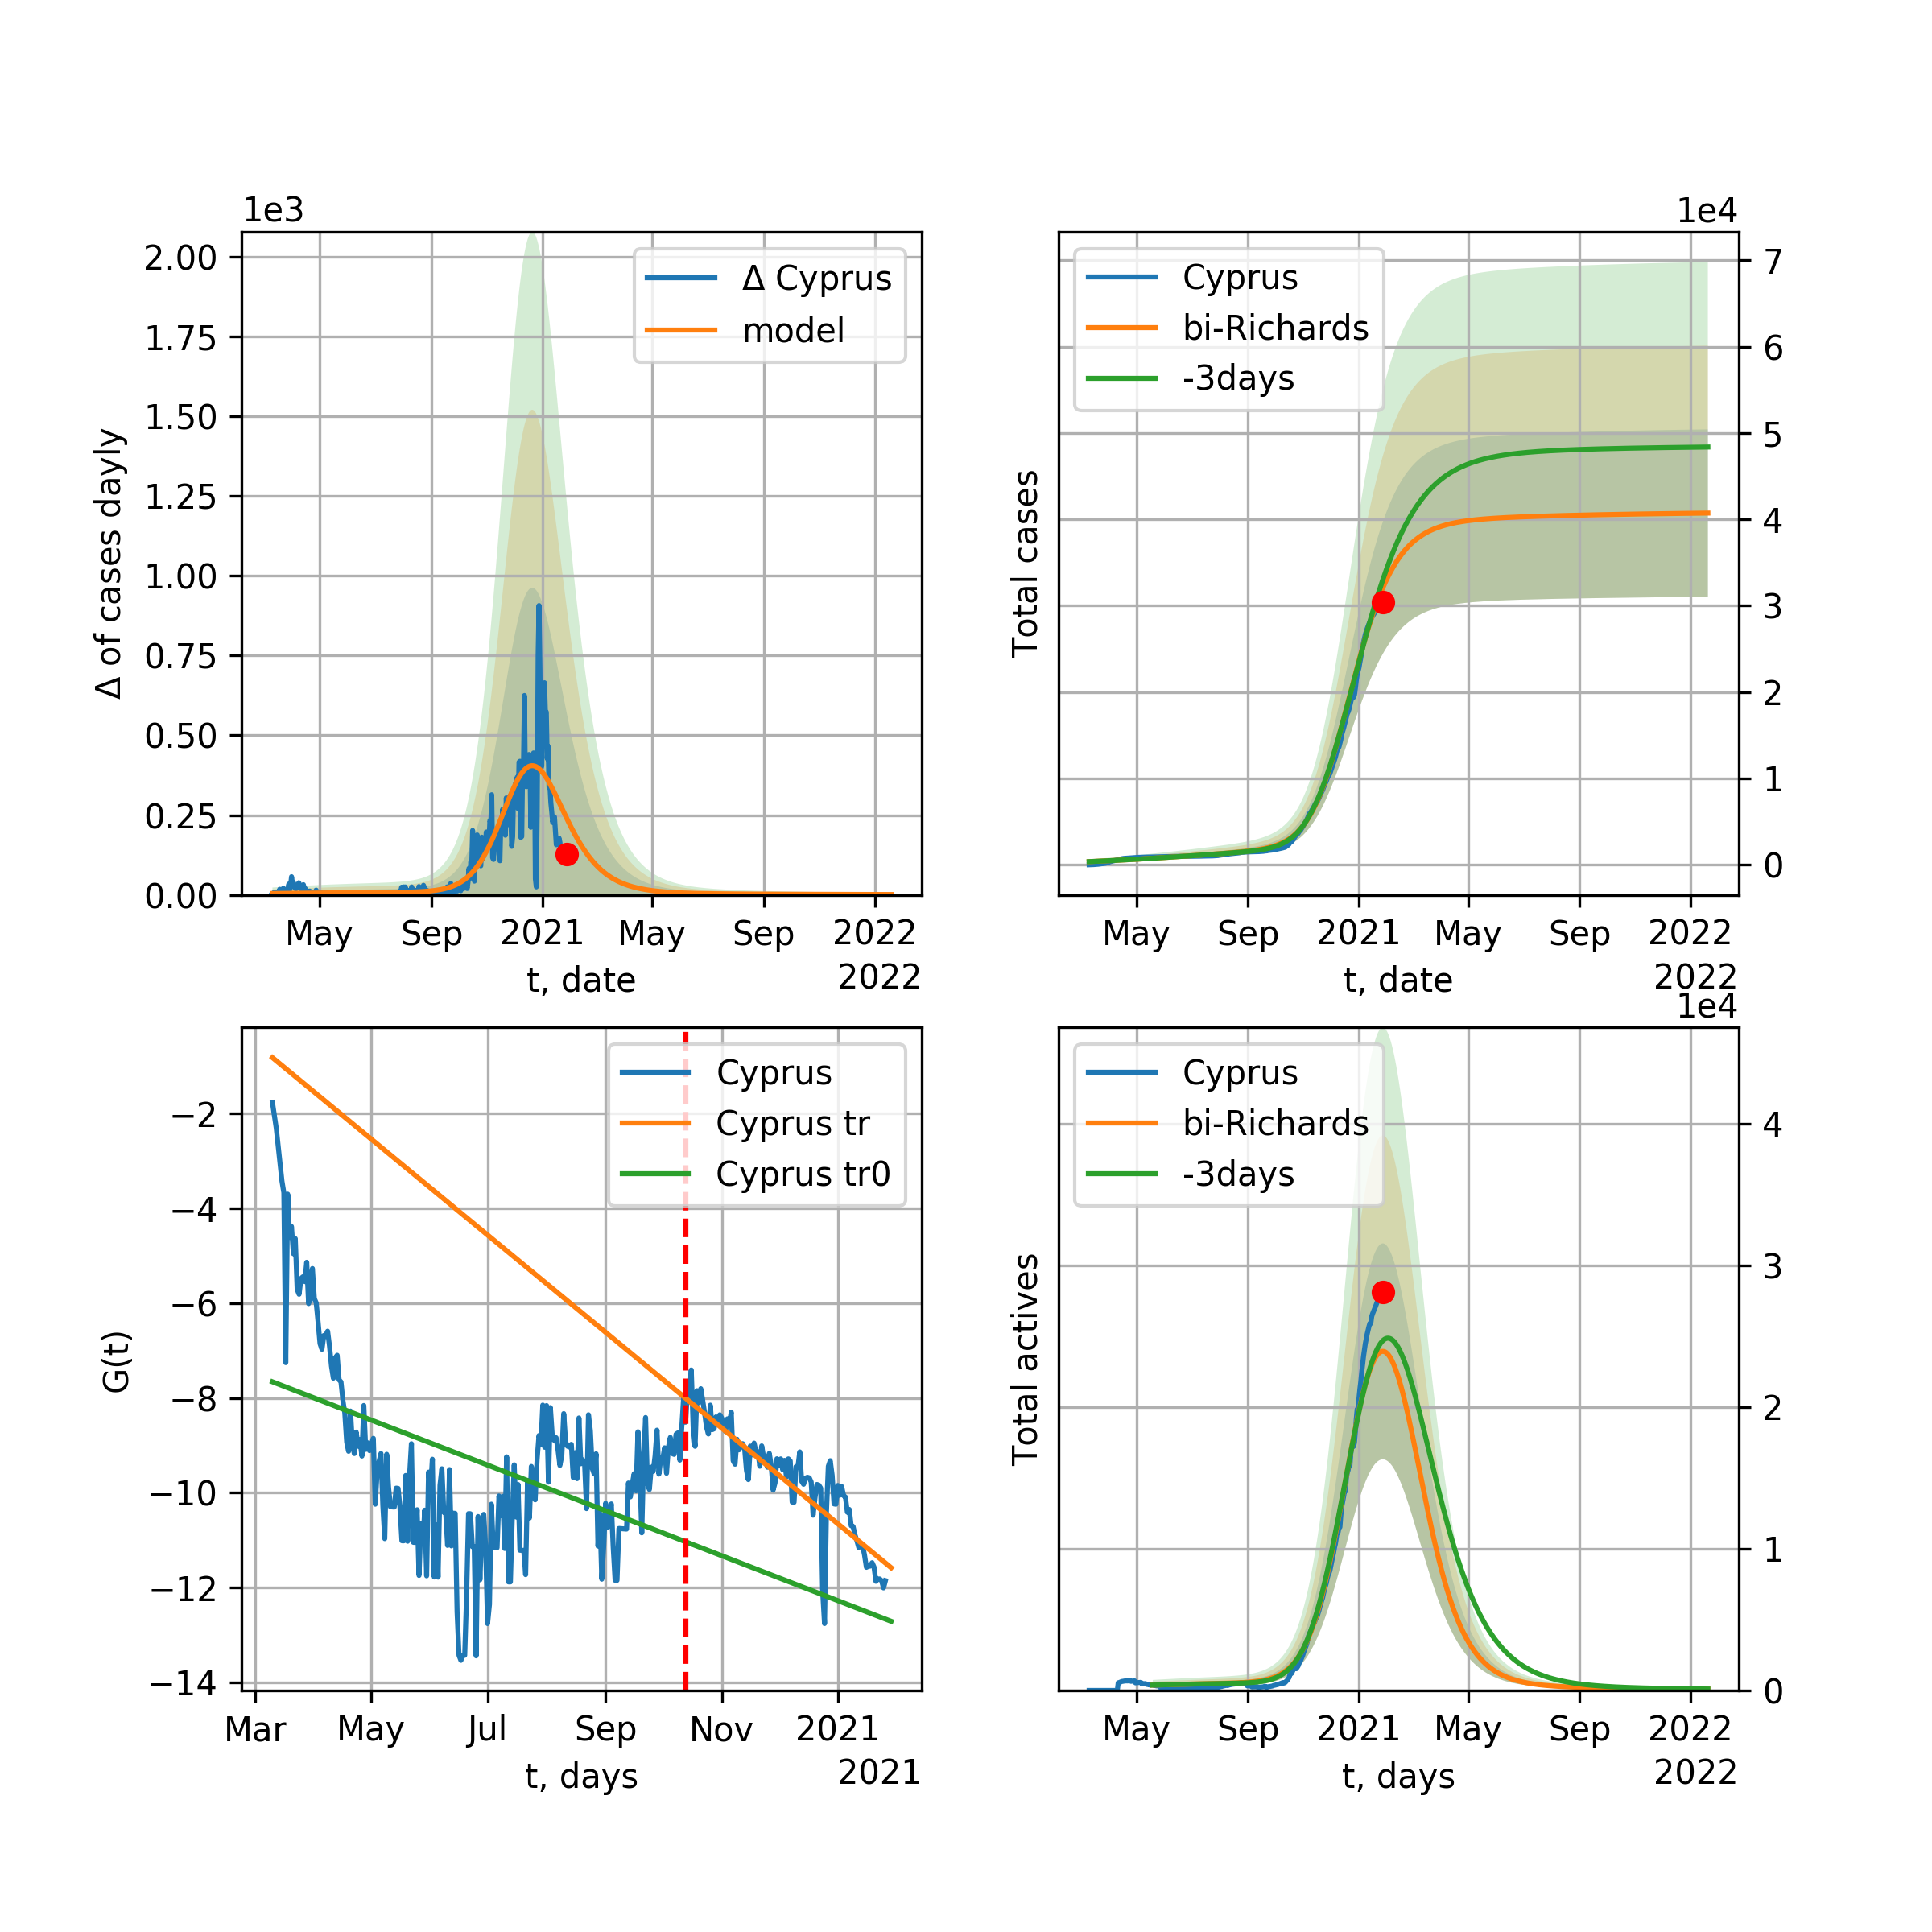 1e3
2.00
1.75
1.50
1.25
1.00
0.75
0.50
0.25
0.00
Δ of cases dayly
Δ Cyprus
model
May Sep 2021 May Sep 2022
t, date
2022
1e4
7
6
5
4
3
2
1
0
Total cases
Cyprus
bi-Richards
-3days
May Sep 2021 May Sep 2022
t, date
2022
−2
−4
−6
−8
−10
−12
−14
G(t)
Cyprus
Cyprus tr
Cyprus tr0
Mar May Jul Sep Nov 2021
t, days
2021
1e4
4
3
2
1
0
Total actives
Cyprus
bi-Richards
-3days
May Sep 2021 May Sep 2022
t, days
2022